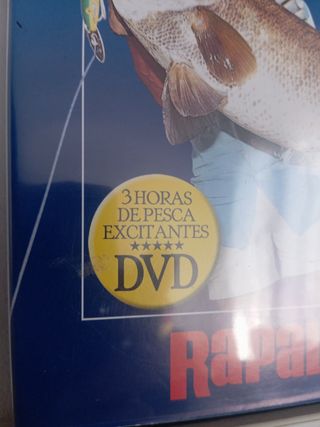 3 HORAS
DE PESCA
EXCITANTES
★★★★★
DVD